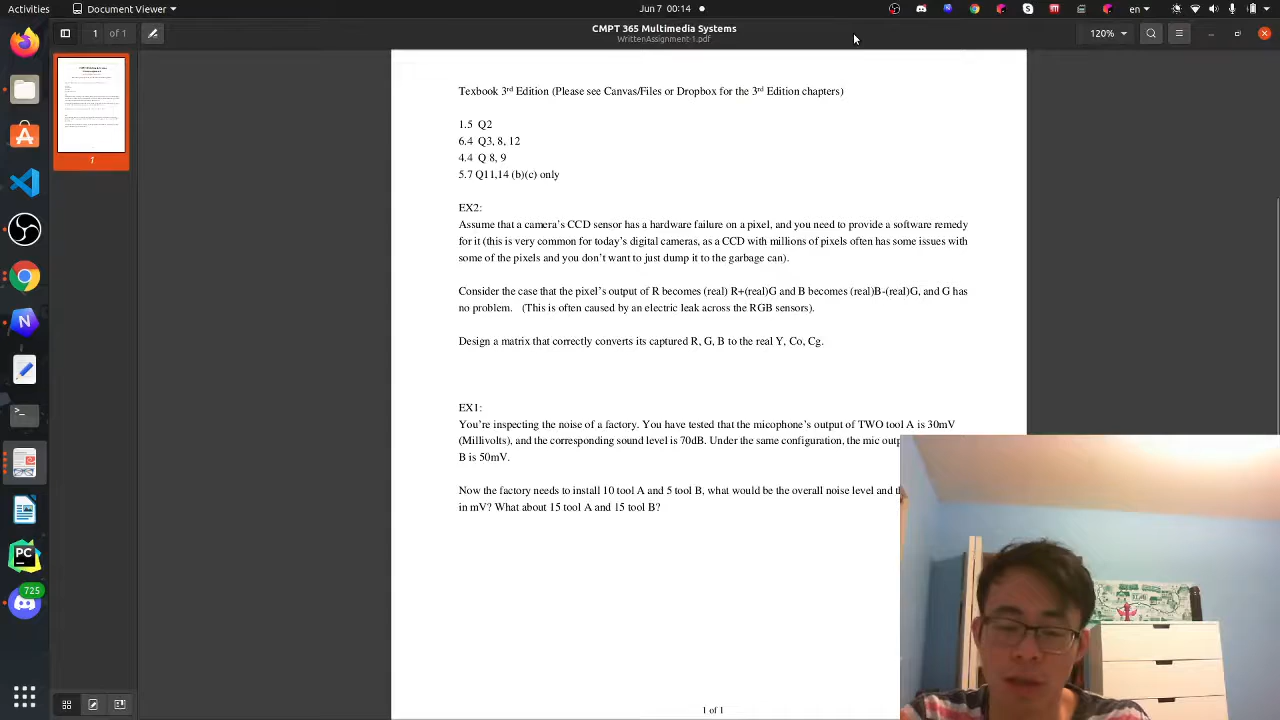 Activities
Document Viewer
Jun 7 00:14
1 of 1
CMPT 365 Multimedia Systems
WrittenAssignment-1.pdf
120%
1
Texbook 3rd Edition (Please see Canvas/Files or Dropbox for the 3rd Edition chapters)
1.5 Q2
6.4 Q3, 8, 12
4.4 Q 8, 9
5.7 Q11,14 (b)(c) only
EX2:
Assume that a camera's CCD sensor has a hardware failure on a pixel, and you need to provide a software remedy
for it (this is very common for today's digital cameras, as a CCD with millions of pixels often has some issues with
some of the pixels and you don't want to just dump it to the garbage can).
Consider the case that the pixel's output of R becomes (real) R+(real)G and B becomes (real)B-(real)G, and G has
no problem. (This is often caused by an electric leak across the RGB sensors).
Design a matrix that correctly converts its captured R, G, B to the real Y, Co, Cg.
EX1:
You're inspecting the noise of a factory. You have tested that the microphone's output of TWO tool A is 30mV
(Millivolts), and the corresponding sound level is 70dB. Under the same configuration, the mic
B is 50mV.
Now the factory needs to install 10 tool A and 5 tool B, what would be the overall noise level and
in mV? What about 15 tool A and 15 tool B?
725
1 of 1